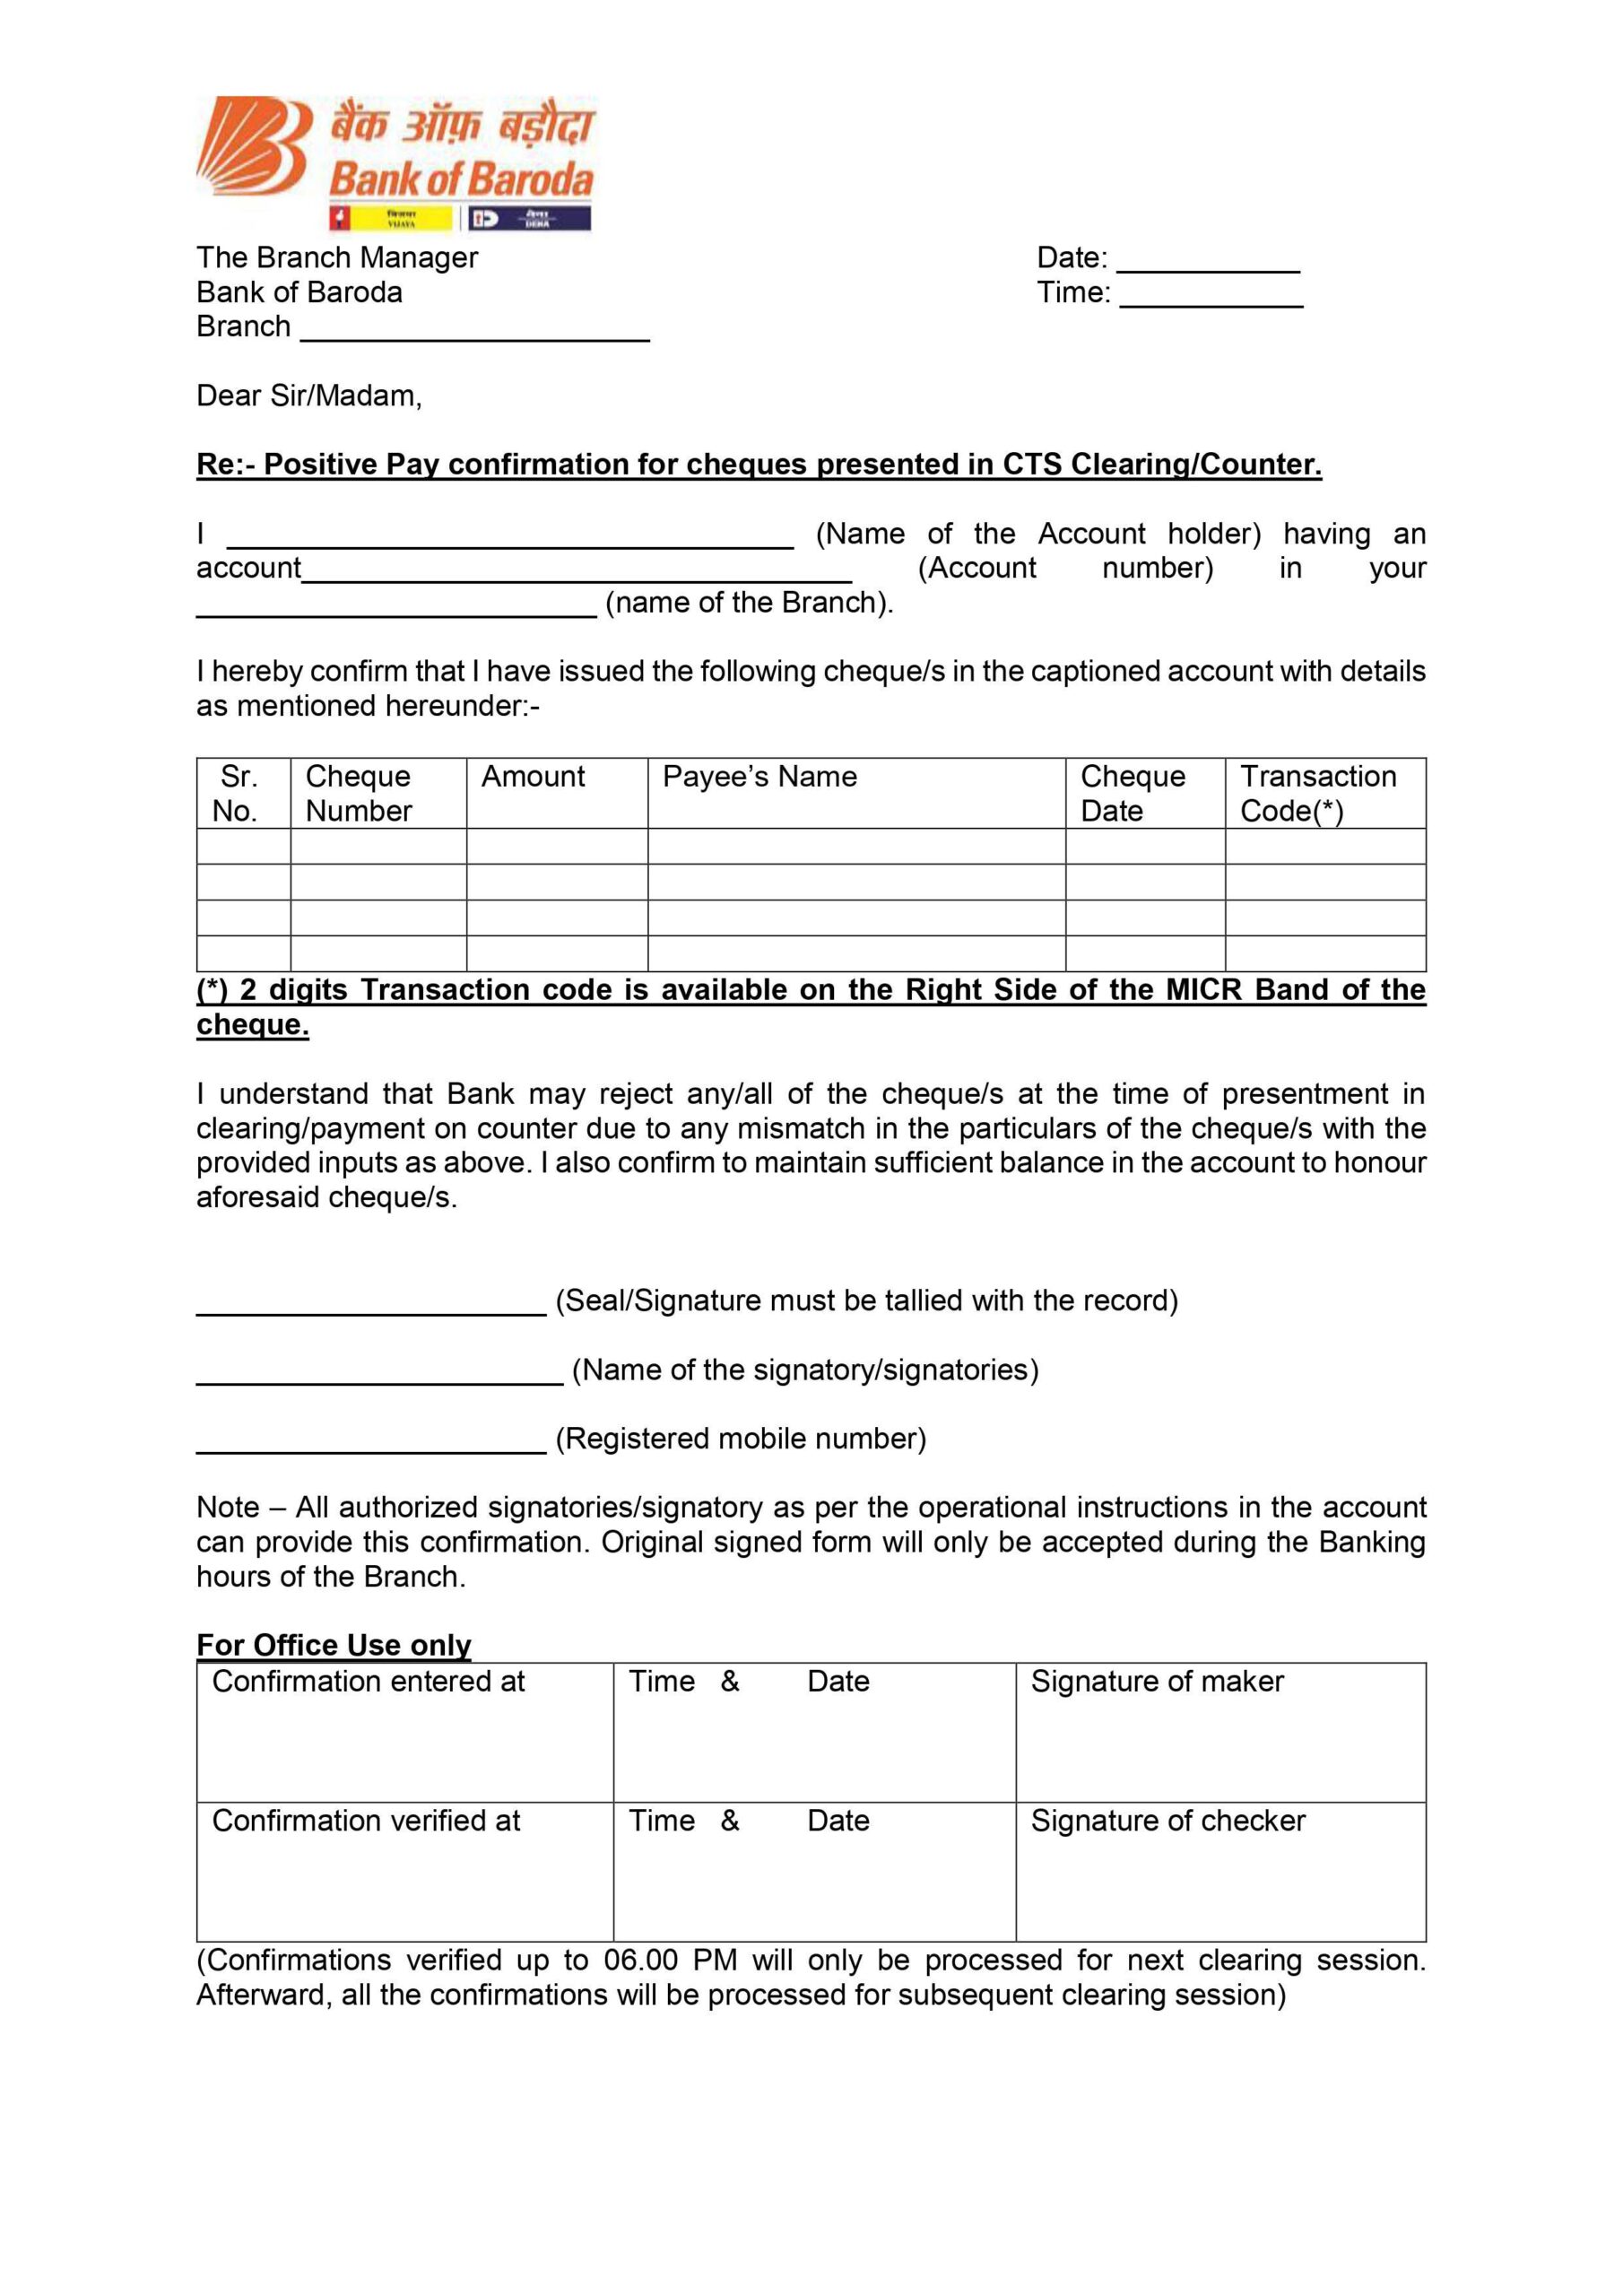 बैंक ऑफ़ बड़ौदा
Bank of Baroda
विजया VIJAYA देना DENA
The Branch Manager Date: ___________
Bank of Baroda Time: ___________
Branch _____________________
Dear Sir/Madam,
Re:- Positive Pay confirmation for cheques presented in CTS Clearing/Counter.
I __________________________________ (Name of the Account holder) having an
account_________________________________ (Account number) in your
________________________ (name of the Branch).
I hereby confirm that I have issued the following cheque/s in the captioned account with details
as mentioned hereunder:-
Sr. Cheque Amount Payee’s Name Cheque Transaction
No. Number Date Code(*)
(*) 2 digits Transaction code is available on the Right Side of the MICR Band of the
cheque.
I understand that Bank may reject any/all of the cheque/s at the time of presentment in
clearing/payment on counter due to any mismatch in the particulars of the cheque/s with the
provided inputs as above. I also confirm to maintain sufficient balance in the account to honour
aforesaid cheque/s.
_____________________ (Seal/Signature must be tallied with the record)
______________________ (Name of the signatory/signatories)
_____________________ (Registered mobile number)
Note – All authorized signatories/signatory as per the operational instructions in the account
can provide this confirmation. Original signed form will only be accepted during the Banking
hours of the Branch.
For Office Use only
Confirmation entered at Time & Date Signature of maker
Confirmation verified at Time & Date Signature of checker
(Confirmations verified up to 06.00 PM will only be processed for next clearing session.
Afterward, all the confirmations will be processed for subsequent clearing session)